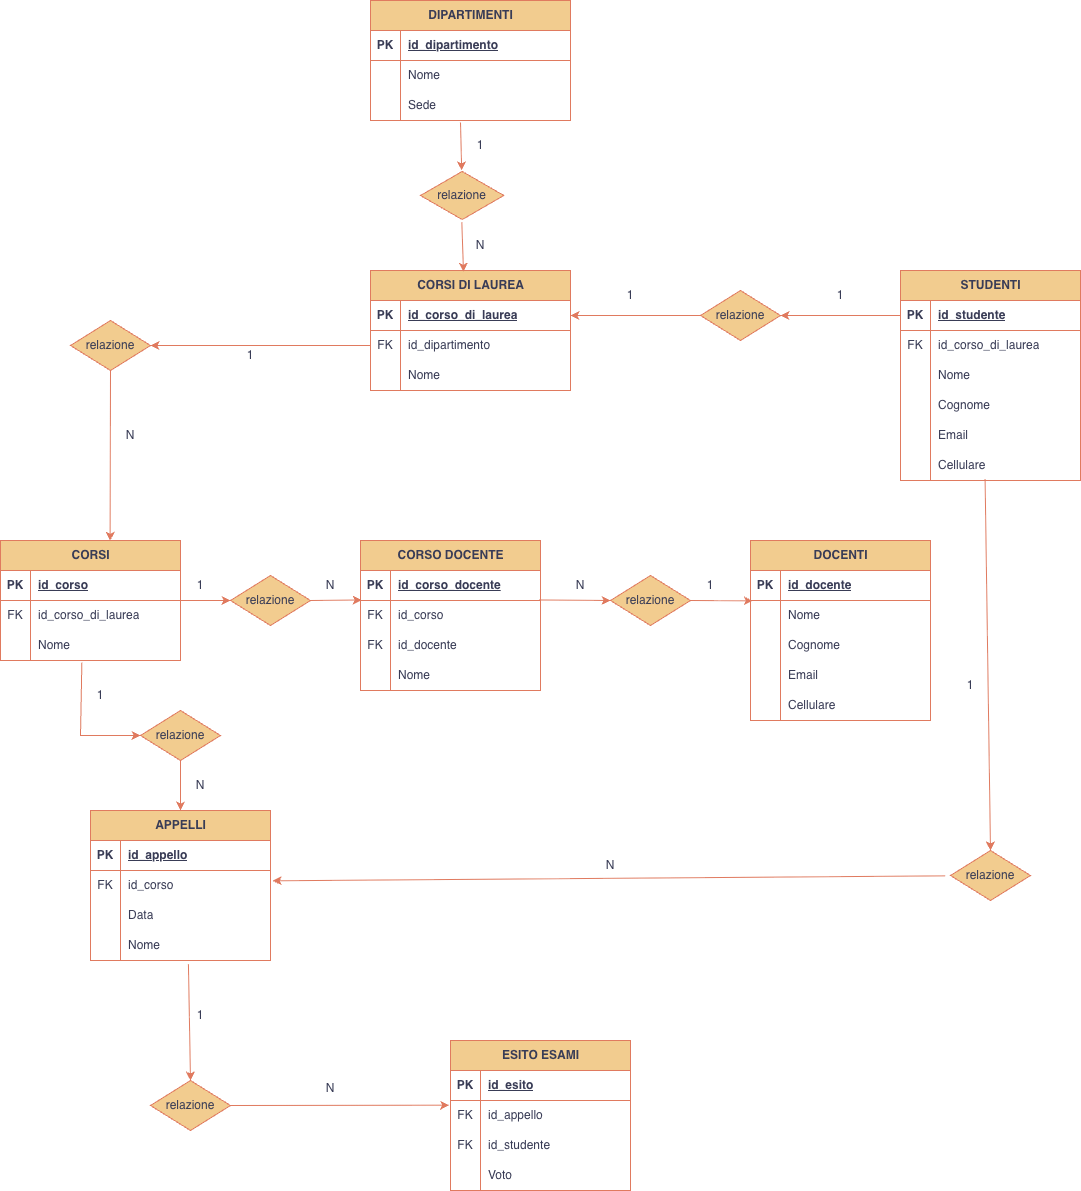 DIPARTIMENTI
PK id_dipartimento
Nome
Sede
1
relazione
N
CORSI DI LAUREA
PK id_corso_di_laurea
FK id_dipartimento
Nome
1
relazione
1
STUDENTI
PK id_studente
FK id_corso_di_laurea
Nome
Cognome
Email
Cellulare
relazione
1
N
CORSI
PK id_corso
FK id_corso_di_laurea
Nome
1
relazione
N
CORSO DOCENTE
PK id_corso_docente
FK id_corso
FK id_docente
Nome
N
relazione
1
DOCENTI
PK id_docente
Nome
Cognome
Email
Cellulare
1
1
relazione
N
APPELLI
PK id_appello
FK id_corso
Data
Nome
N
relazione
1
relazione
N
ESITO ESAMI
PK id_esito
FK id_appello
FK id_studente
Voto